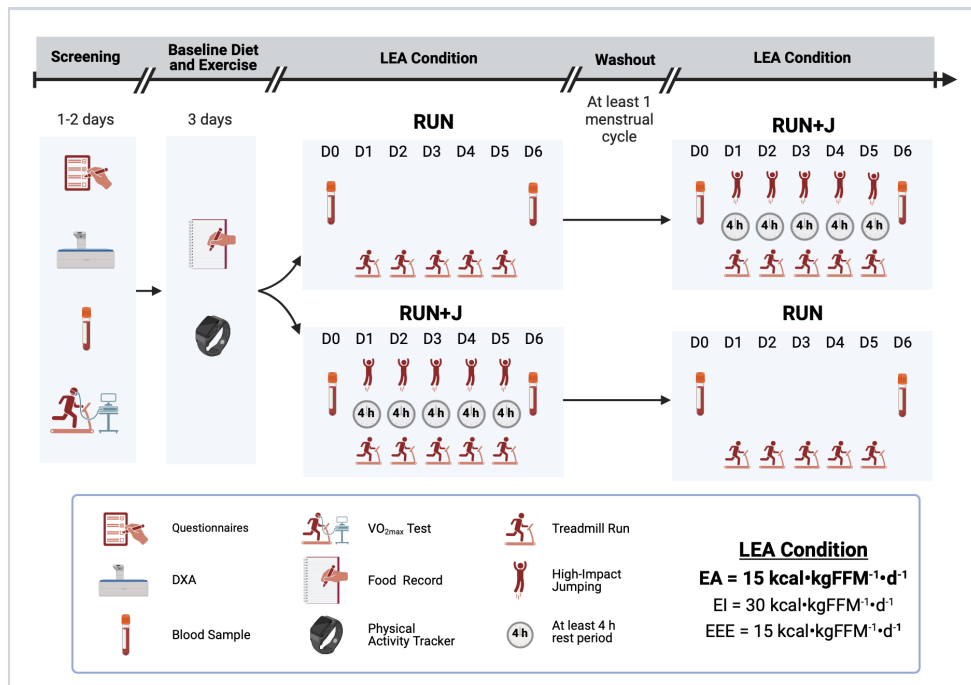 Screening
Baseline Diet
and Exercise
LEA Condition
Washout
LEA Condition
1-2 days
3 days
At least 1
menstrual
cycle
RUN
D0 D1 D2 D3 D4 D5 D6
RUN+J
D0 D1 D2 D3 D4 D5 D6
4 h 4 h 4 h 4 h 4 h
RUN+J
D0 D1 D2 D3 D4 D5 D6
4 h 4 h 4 h 4 h 4 h
RUN
D0 D1 D2 D3 D4 D5 D6
Questionnaires
DXA
Blood Sample
VO₂max Test
Food Record
Physical
Activity Tracker
Treadmill Run
High-Impact
Jumping
4 h
At least 4 h
rest period
LEA Condition
EA = 15 kcal•kgFFM⁻¹•d⁻¹
EI = 30 kcal•kgFFM⁻¹•d⁻¹
EEE = 15 kcal•kgFFM⁻¹•d⁻¹